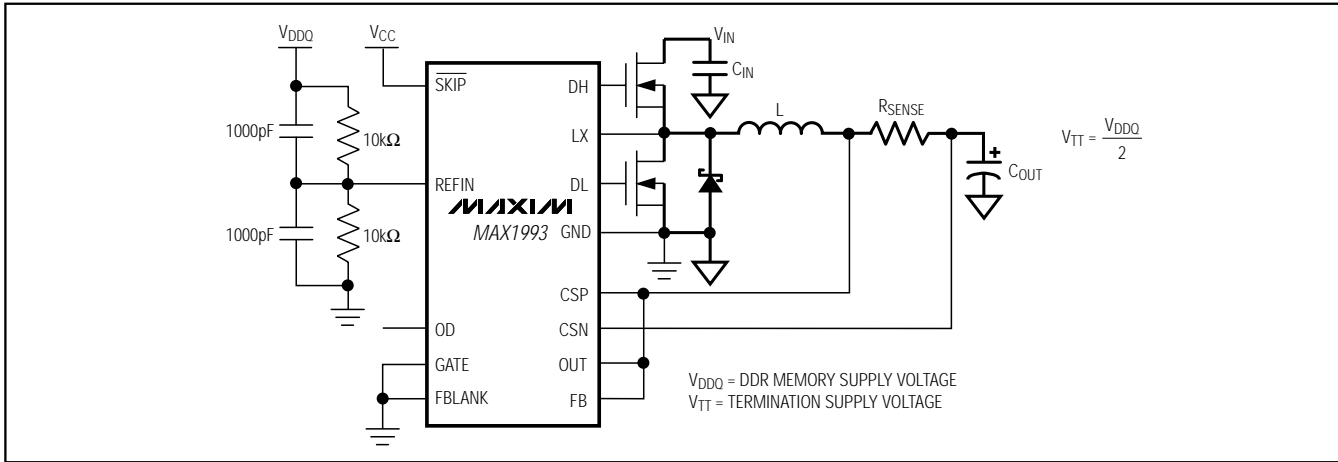 VDDQ
VCC
VIN
CIN
SKIP
DH
1000pF
10kΩ
LX
L
RSENSE
VTT = VDDQ
2
+
COUT
REFIN
DL
MAXIM
MAX1993
GND
1000pF
10kΩ
CSP
OD
CSN
GATE
OUT
FBLANK
FB
VDDQ = DDR MEMORY SUPPLY VOLTAGE
VTT = TERMINATION SUPPLY VOLTAGE